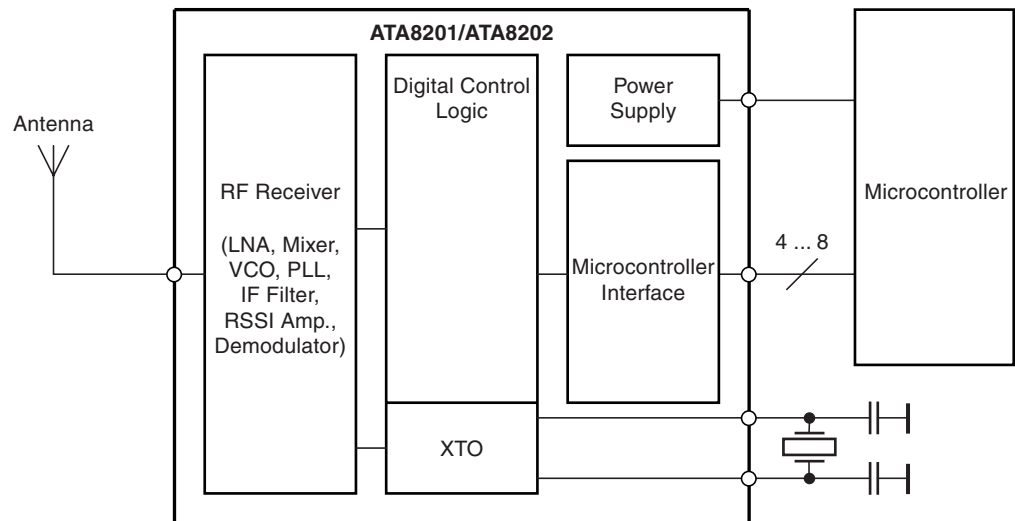 ATA8201/ATA8202
Antenna
RF Receiver
(LNA, Mixer,
VCO, PLL,
IF Filter,
RSSI Amp.,
Demodulator)
Digital Control
Logic
XTO
Power
Supply
Microcontroller
Interface
4 ... 8
Microcontroller